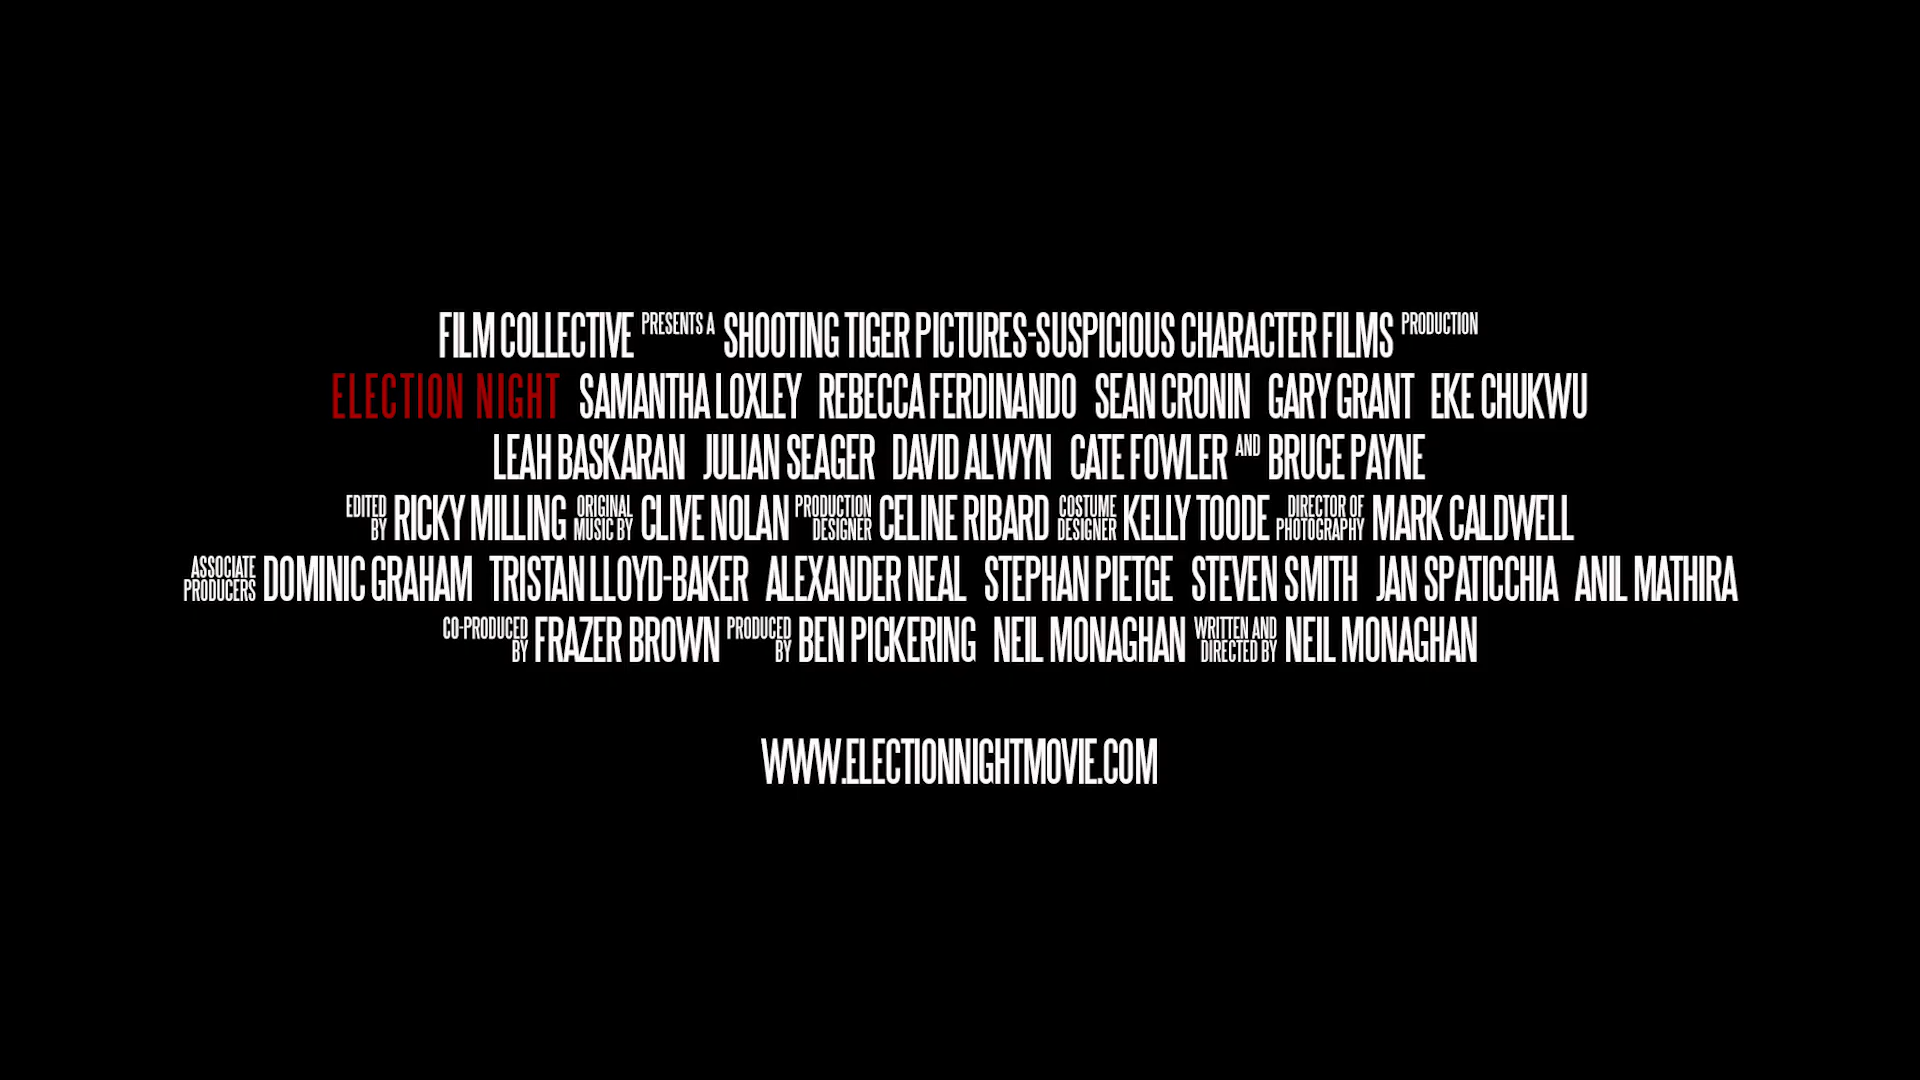 FILM COLLECTIVE PRESENTS A SHOOTING TIGER PICTURES-SUSPICIOUS CHARACTER FILMS PRODUCTION
ELECTION NIGHT SAMANTHA LOXLEY REBECCA FERDINANDO SEAN CRONIN GARY GRANT EKE CHUKWU
LEAH BASKARAN JULIAN SEAGER DAVID ALWYN CATE FOWLER AND BRUCE PAYNE
EDITED BY RICKY MILLING ORIGINAL MUSIC BY CLIVE NOLAN PRODUCTION DESIGNER CELINE RIBARD COSTUME DESIGNER KELLY TOODE DIRECTOR OF PHOTOGRAPHY MARK CALDWELL
ASSOCIATE PRODUCERS DOMINIC GRAHAM TRISTAN LLOYD-BAKER ALEXANDER NEAL STEPHAN PIETGE STEVEN SMITH JAN SPATICCHIA ANIL MATHIRA
CO-PRODUCED BY FRAZER BROWN PRODUCED BY BEN PICKERING NEIL MONAGHAN WRITTEN AND DIRECTED BY NEIL MONAGHAN
WWW.ELECTIONNIGHTMOVIE.COM